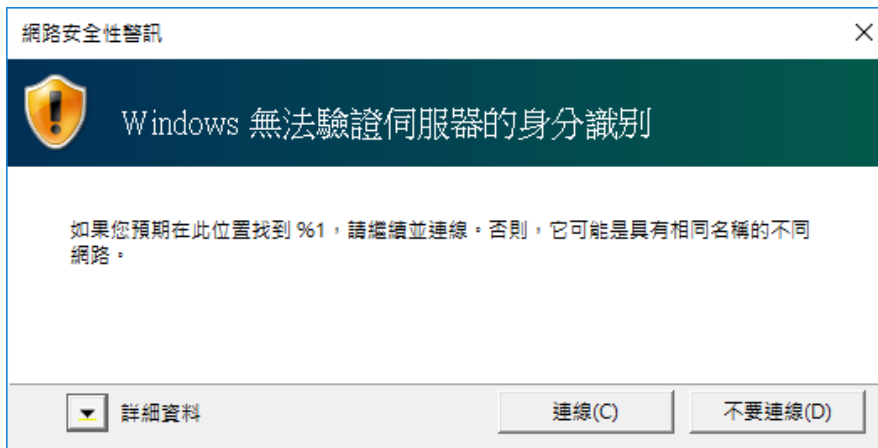 網路安全性警訊
Windows 無法驗證伺服器的身分識別
如果您預期在此位置找到 %1，請繼續並連線。否則，它可能是具有相同名稱的不同
網路。
詳細資料
連線(C)
不要連線(D)